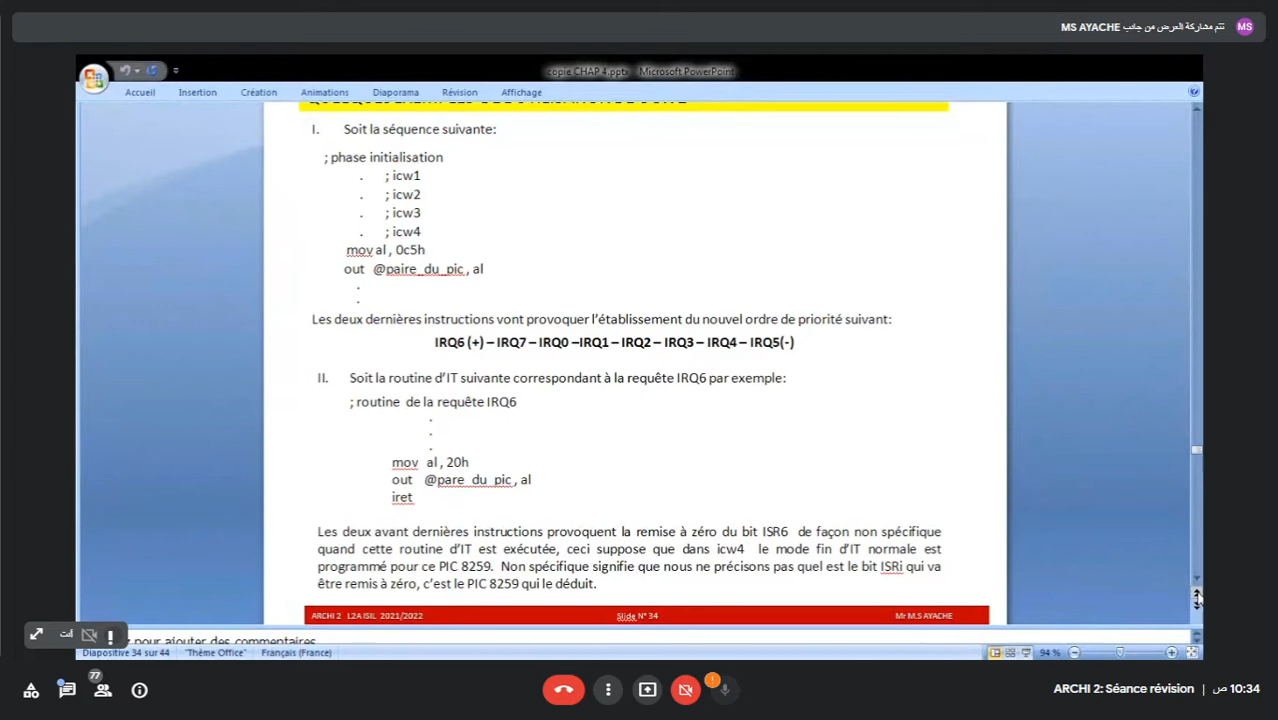 تتم مشاركة العرض من جانب MS AYACHE
MS
copie CHAP 4.pptx - Microsoft PowerPoint
Accueil Insertion Création Animations Diaporama Révision Affichage
I. Soit la séquence suivante:
; phase initialisation
. ; icw1
. ; icw2
. ; icw3
. ; icw4
mov al , 0c5h
out @paire_du_pic , al
.
.
Les deux dernières instructions vont provoquer l’établissement du nouvel ordre de priorité suivant:
IRQ6 (+) – IRQ7 – IRQ0 –IRQ1 – IRQ2 – IRQ3 – IRQ4 – IRQ5(-)
II. Soit la routine d’IT suivante correspondant à la requête IRQ6 par exemple:
; routine de la requête IRQ6
.
.
.
mov al , 20h
out @pare_du_pic , al
iret
Les deux avant dernières instructions provoquent la remise à zéro du bit ISR6 de façon non spécifique
quand cette routine d’IT est exécutée, ceci suppose que dans icw4 le mode fin d’IT normale est
programmé pour ce PIC 8259. Non spécifique signifie que nous ne précisons pas quel est le bit ISRi qui va
être remis à zéro, c’est le PIC 8259 qui le déduit.
ARCHI 2 L2A ISIL 2021/2022 Slide N° 34 Mr M.S AYACHE
انت
pour ajouter des commentaires
Diapositive 34 sur 44 "Thème Office" Français (France) 94 %
77
ARCHI 2: Séance révision | 10:34 ص